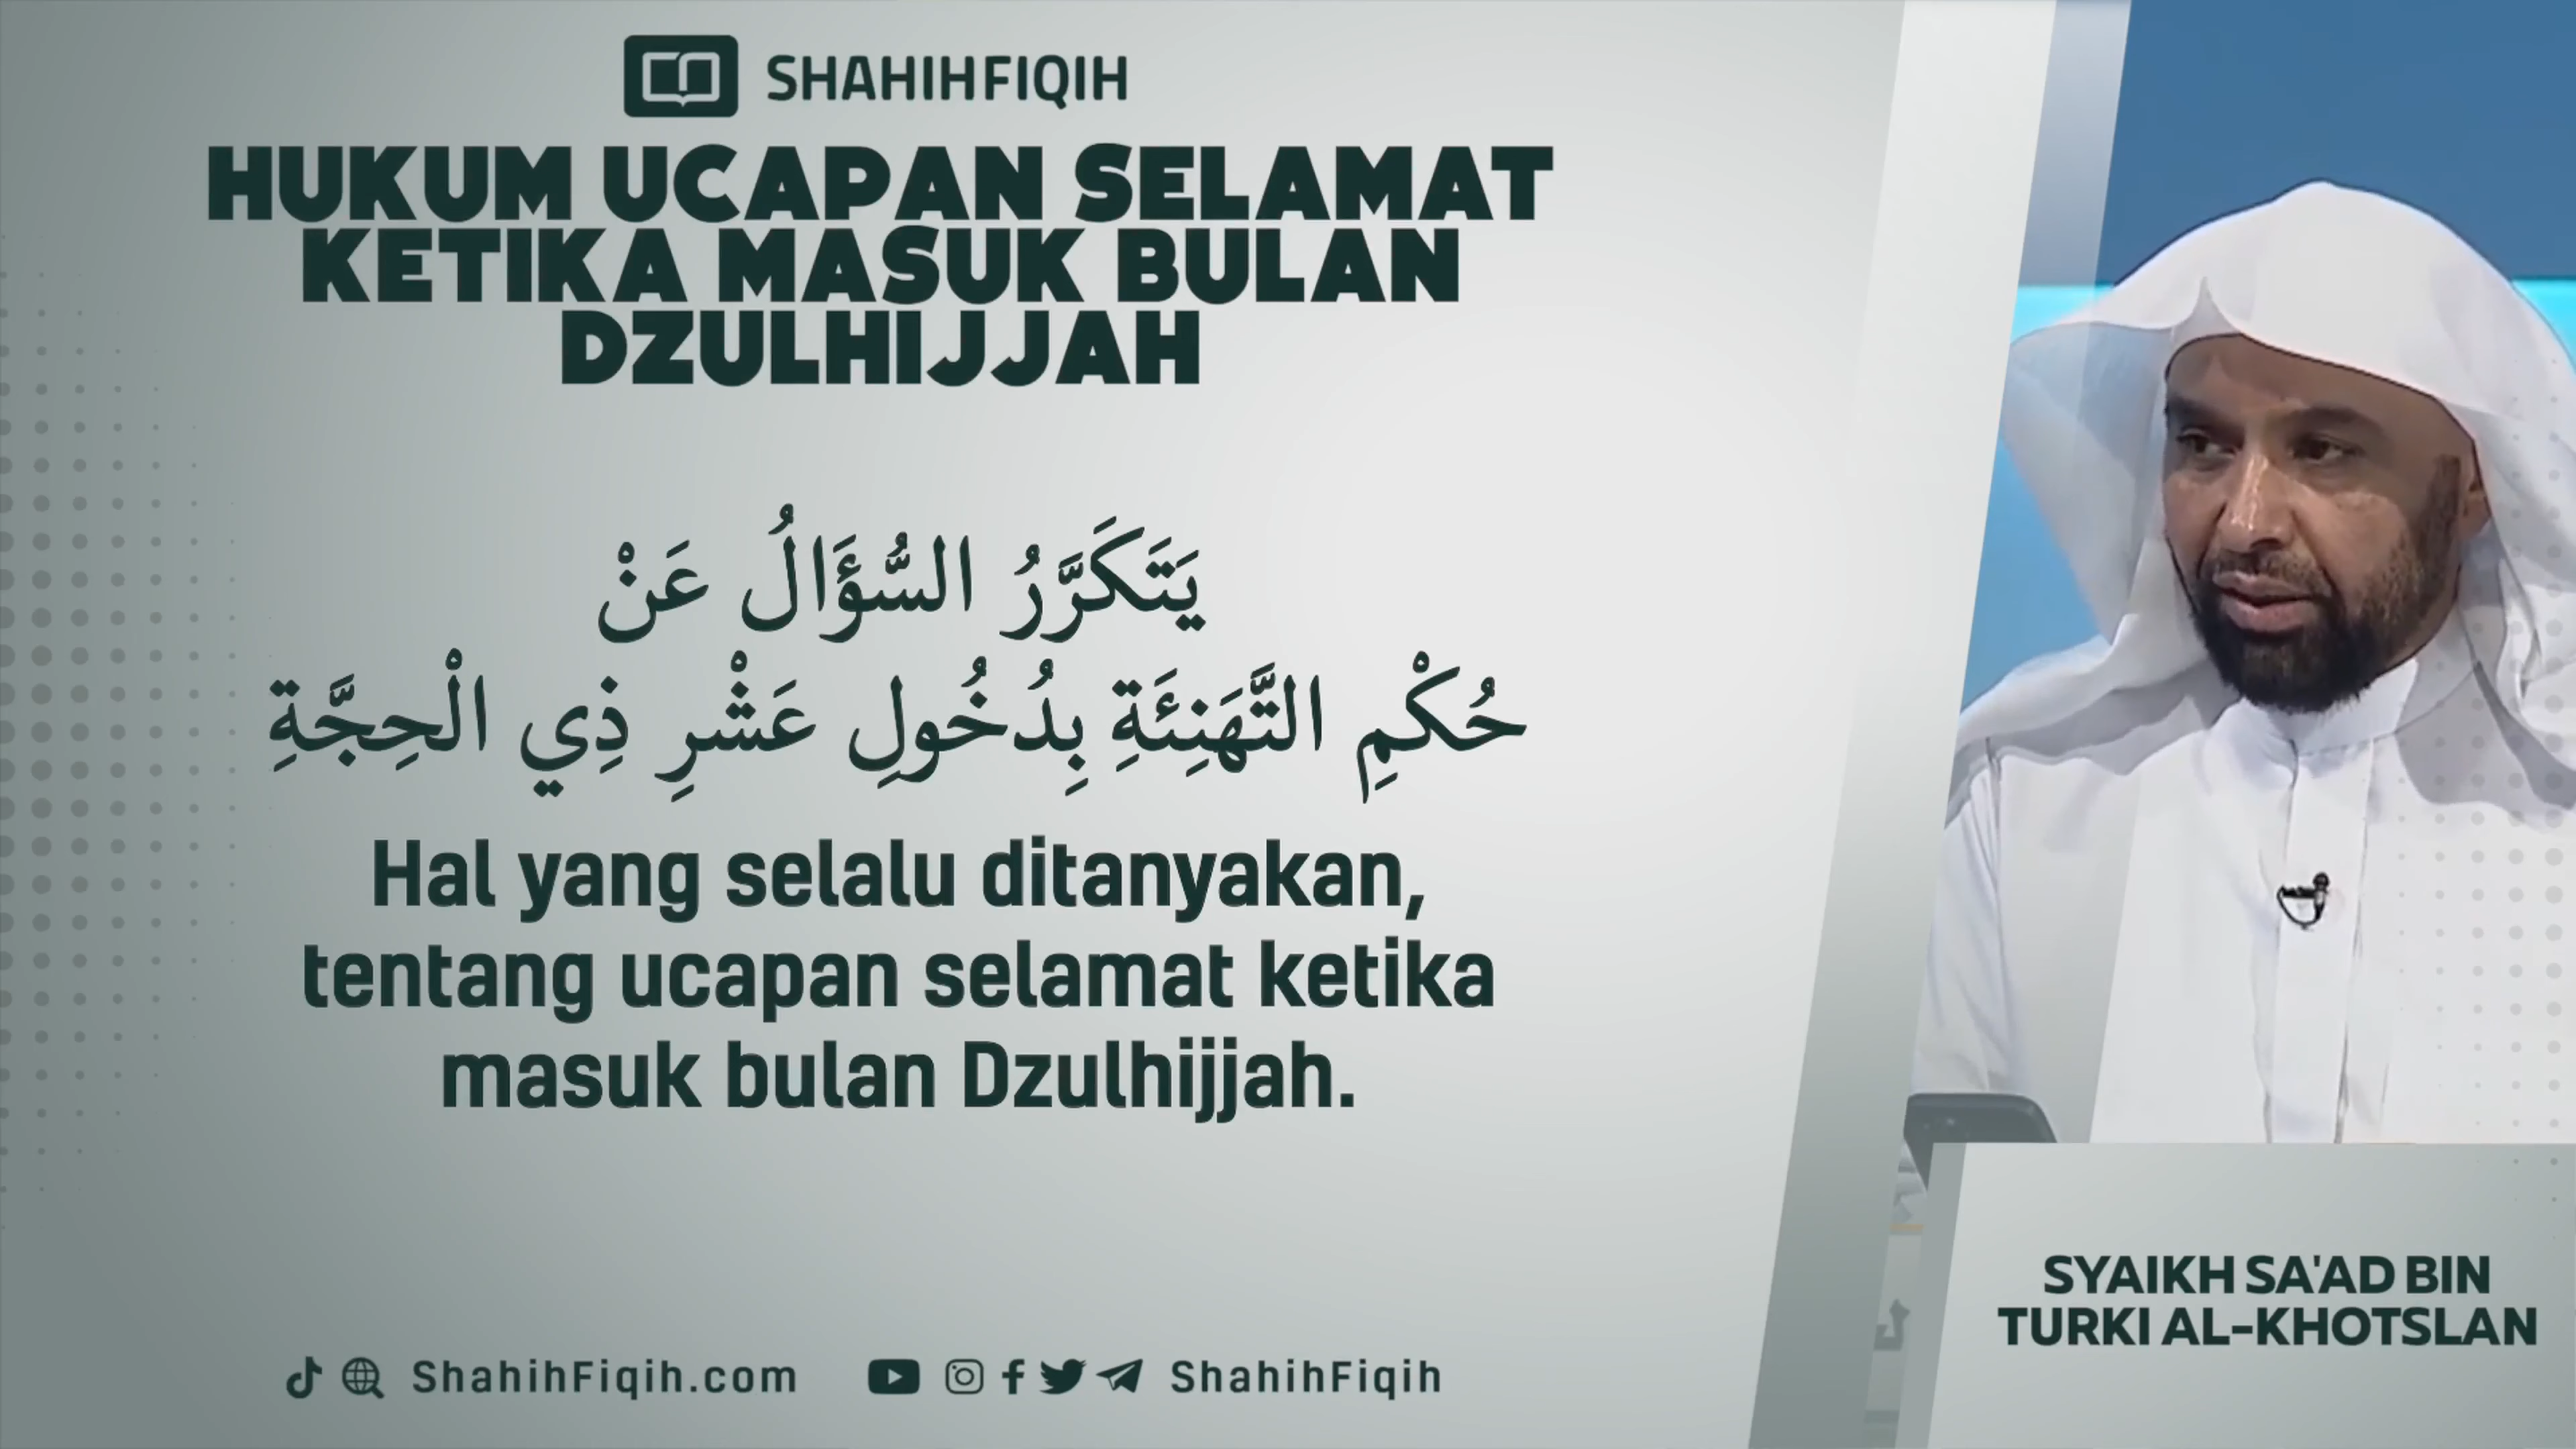 SHAHIHFIQIH
HUKUM UCAPAN SELAMAT
KETIKA MASUK BULAN
DZULHIJJAH
يَتَكَرَّرُ السُّؤَالُ عَنْ
حُكْمِ التَّهَنِئَةِ بِدُخُولِ عَشْرِ ذِي الْحِجَّةِ
Hal yang selalu ditanyakan,
tentang ucapan selamat ketika
masuk bulan Dzulhijjah.
SYAIKH SA'AD BIN
TURKI AL-KHOTSLAN
ShahihFiqih.com
ShahihFiqih